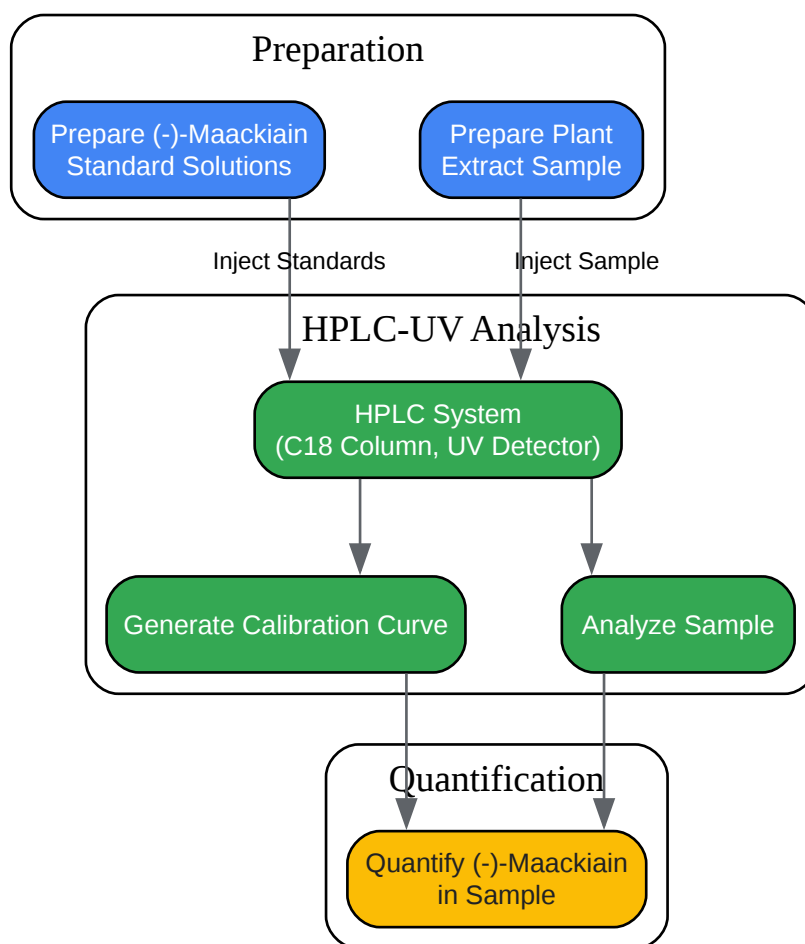 Preparation
Prepare (-)-Maackiain
Standard Solutions
Prepare Plant
Extract Sample
Inject Standards
Inject Sample
HPLC-UV Analysis
HPLC System
(C18 Column, UV Detector)
Generate Calibration Curve
Analyze Sample
Quantification
Quantify (-)-Maackiain
in Sample